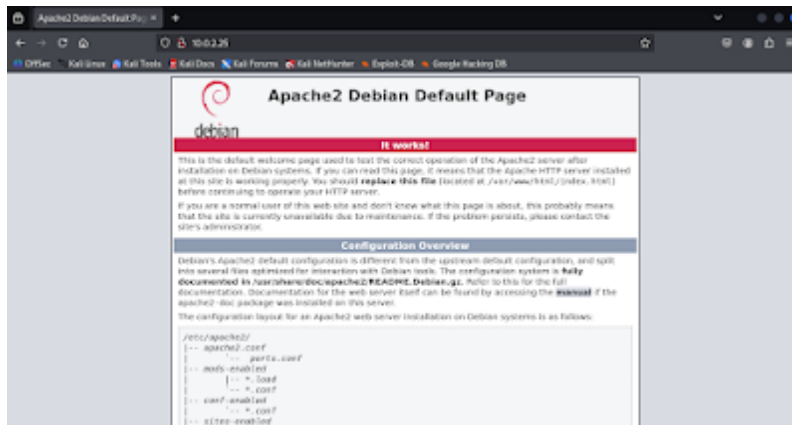 Apache2 Debian Default Pa
10.0.2.25
OffSec Kali Linux Kali Tools Kali Docs Kali Forums Kali NetHunter Exploit-DB Google Hacking DB
Apache2 Debian Default Page
debian
It works!
This is the default welcome page used to test the correct operation of the Apache2 server after
installation on Debian systems. If you can read this page, it means that the Apache HTTP server installed
at this site is working properly. You should replace this file (located at /var/www/html/index.html)
before continuing to operate your HTTP server.
If you are a normal user of this web site and don't know what this page is about, this probably means
that the site is currently unavailable due to maintenance. If the problem persists, please contact the
site's administrator.
Configuration Overview
Debian's Apache2 default configuration is different from the upstream default configuration, and split
into several files optimized for interaction with Debian tools. The configuration system is fully
documented in /usr/share/doc/apache2/README.Debian.gz. Refer to this for the full
documentation. Documentation for the web server itself can be found by accessing the manual if the
apache2-doc package was installed on this server.
The configuration layout for an Apache2 web server installation on Debian systems is as follows:
/etc/apache2/
|-- apache2.conf
|       `--  ports.conf
|-- mods-enabled
|       |-- *.load
|       `-- *.conf
|-- conf-enabled
|       `-- *.conf
|-- sites-enabled